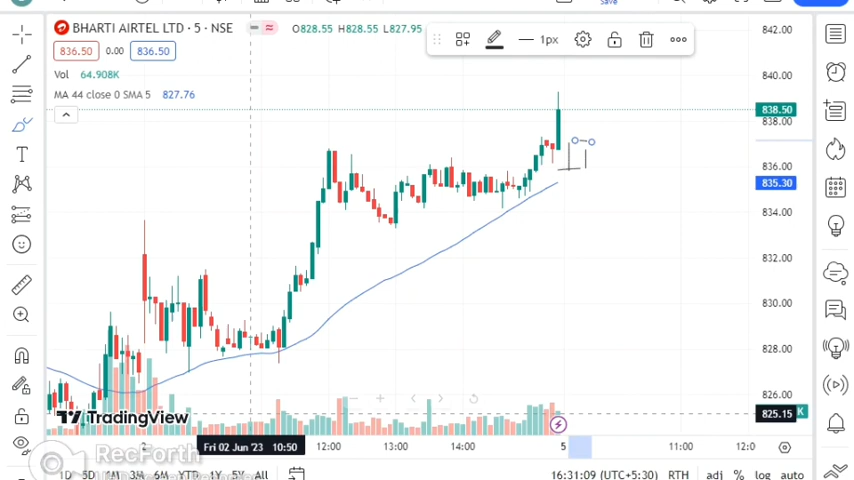 Save
BHARTI AIRTEL LTD · 5 · NSE
O828.55 H828.55 L827.95
836.50 0.00 836.50
1px
Vol 64.908K
MA 44 close 0 SMA 5 827.76
842.00
840.00
838.50
838.00
836.00
835.30
834.00
832.00
830.00
828.00
826.00
825.15
K
TradingView
2
Fri 02 Jun '23 10:50
12:00
13:00
14:00
5
11:00
12:0
RecForth
1D 5D 1M 3M 6M YTD 1Y 5Y All
16:31:09 (UTC+5:30) RTH adj % log auto